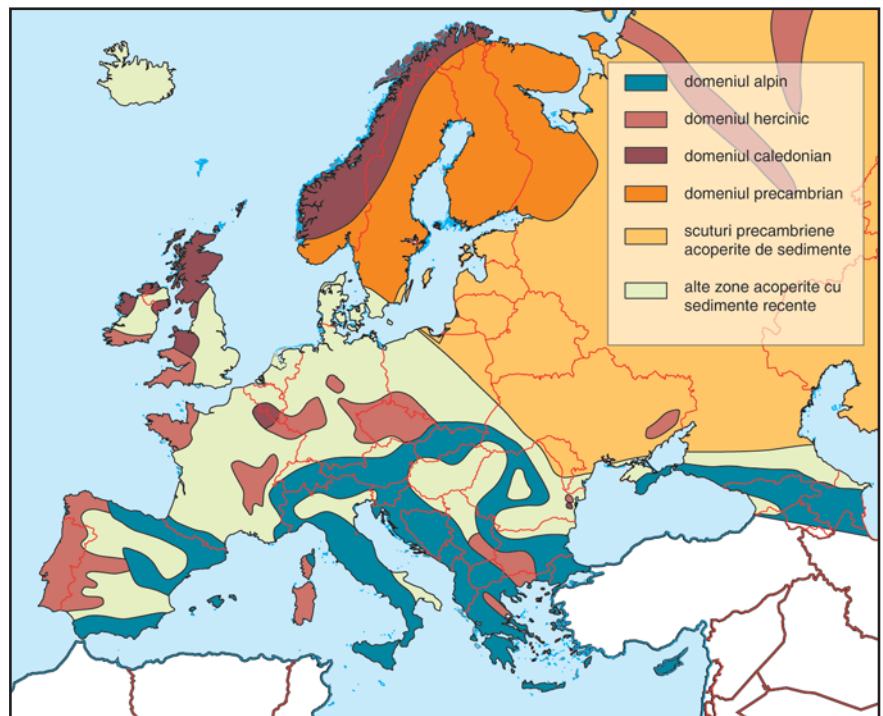 domeniul alpin
domeniul hercinic
domeniul caledonian
domeniul precambrian
scuturi precambriene
acoperite de sedimente
alte zone acoperite cu
sedimente recente